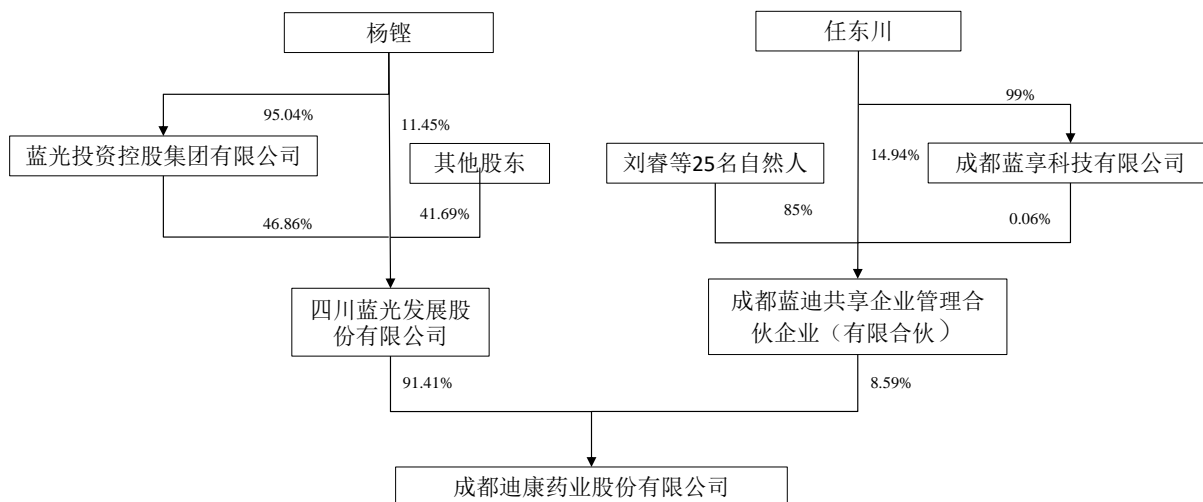 杨铿
任东川
95.04%
11.45%
99%
蓝光投资控股集团有限公司
其他股东
刘睿等25名自然人
14.94%
成都蓝享科技有限公司
46.86%
41.69%
85%
0.06%
四川蓝光发展股
份有限公司
成都蓝迪共享企业管理合
伙企业（有限合伙）
91.41%
8.59%
成都迪康药业股份有限公司